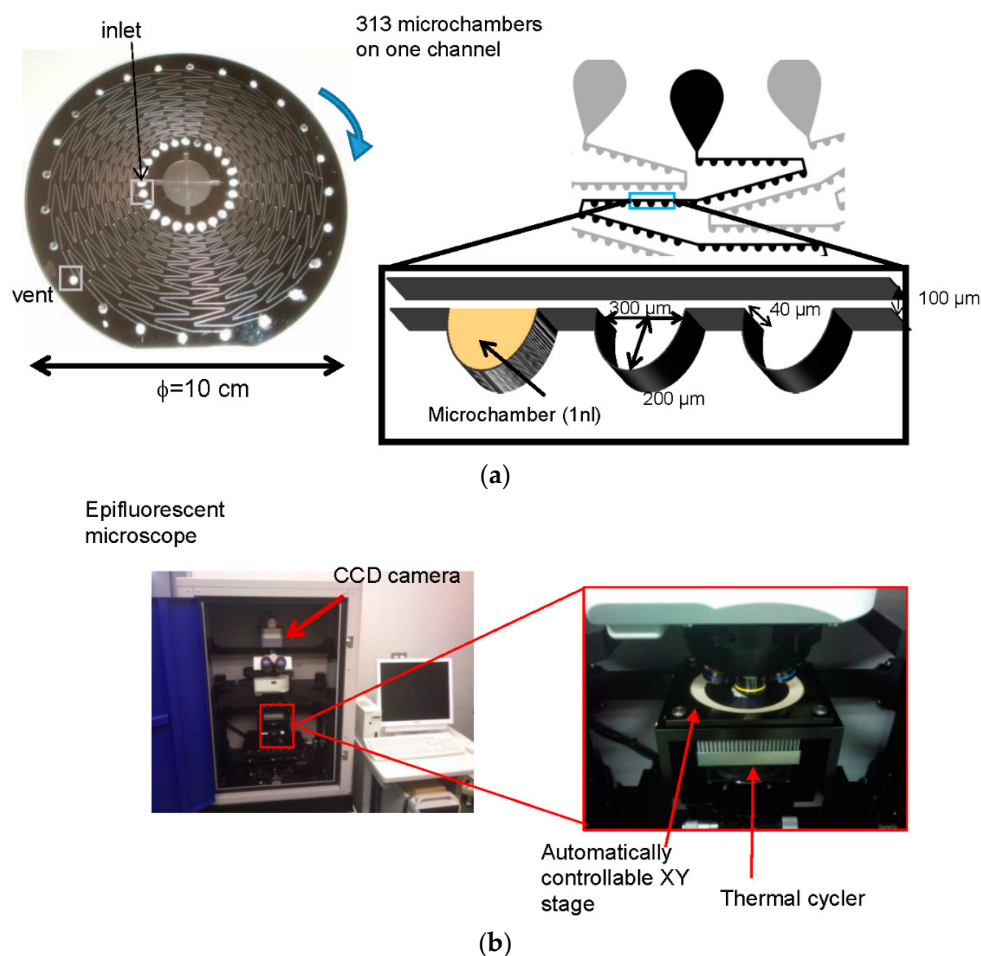 inlet
313 microchambers
on one channel
vent
ϕ=10 cm
300 µm
40 µm
100 µm
200 µm
Microchamber (1nl)
(a)
Epifluorescent
microscope
CCD camera
Automatically
controllable XY
stage
Thermal cycler
(b)